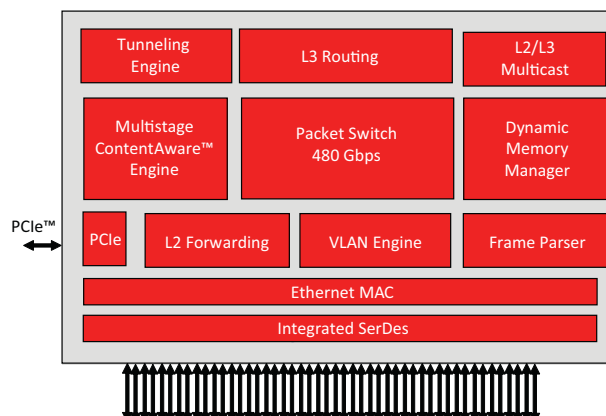 Tunneling
Engine
L3 Routing
L2/L3
Multicast
Multistage
ContentAware™
Engine
Packet Switch
480 Gbps
Dynamic
Memory
Manager
PCIe™
PCIe
L2 Forwarding
VLAN Engine
Frame Parser
Ethernet MAC
Integrated SerDes